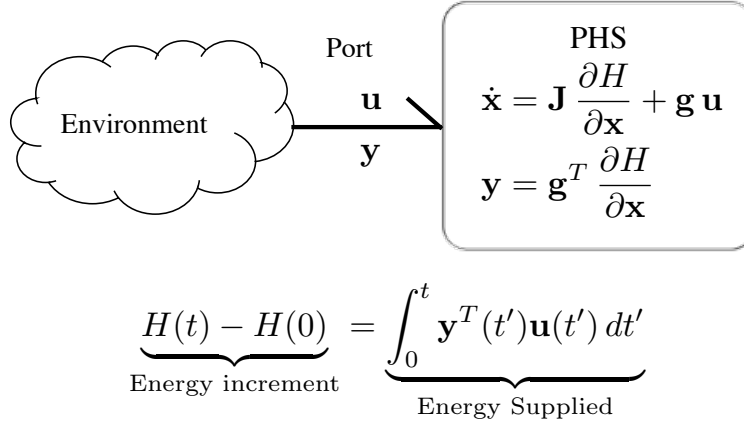 Port
PHS
Environment
u
y
ẋ = J ∂H/∂x + g u
y = g^T ∂H/∂x
H(t) − H(0) = ∫_0^t y^T(t′)u(t′) dt′
Energy increment
Energy Supplied